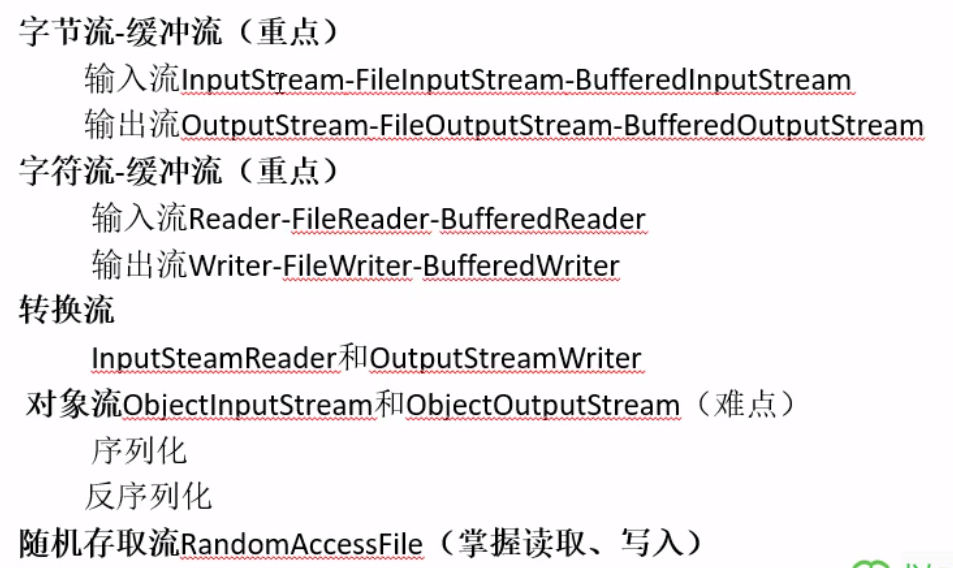 字节流-缓冲流（重点）
输入流InputStream-FileInputStream-BufferedInputStream
输出流OutputStream-FileOutputStream-BufferedOutputStream
字符流-缓冲流（重点）
输入流Reader-FileReader-BufferedReader
输出流Writer-FileWriter-BufferedWriter
转换流
InputSteamReader和OutputStreamWriter
对象流ObjectInputStream和ObjectOutputStream（难点）
序列化
反序列化
随机存取流RandomAccessFile（掌握读取、写入）